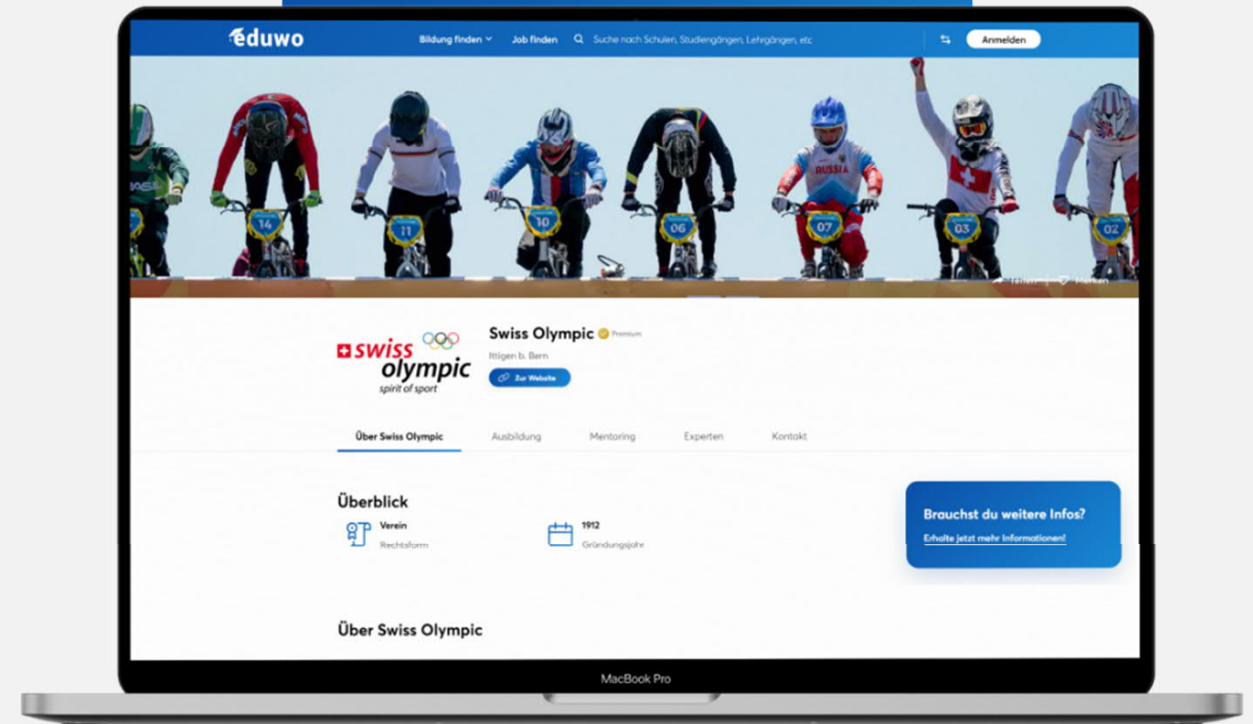 eduwo
Bildung finden
Job finden
Suche nach Schulen, Studiengängen, Lehrgängen, etc
Anmelden
RUSSIA
14
11
10
06
07
03
02
Teilen
Merken
swiss
olympic
spirit of sport
Swiss Olympic Premium
Ittigen b. Bern
Zur Website
Über Swiss Olympic
Ausbildung
Mentoring
Experten
Kontakt
Überblick
Verein
Rechtsform
1912
Gründungsjahr
Brauchst du weitere Infos?
Erhalte jetzt mehr Informationen!
Über Swiss Olympic
MacBook Pro